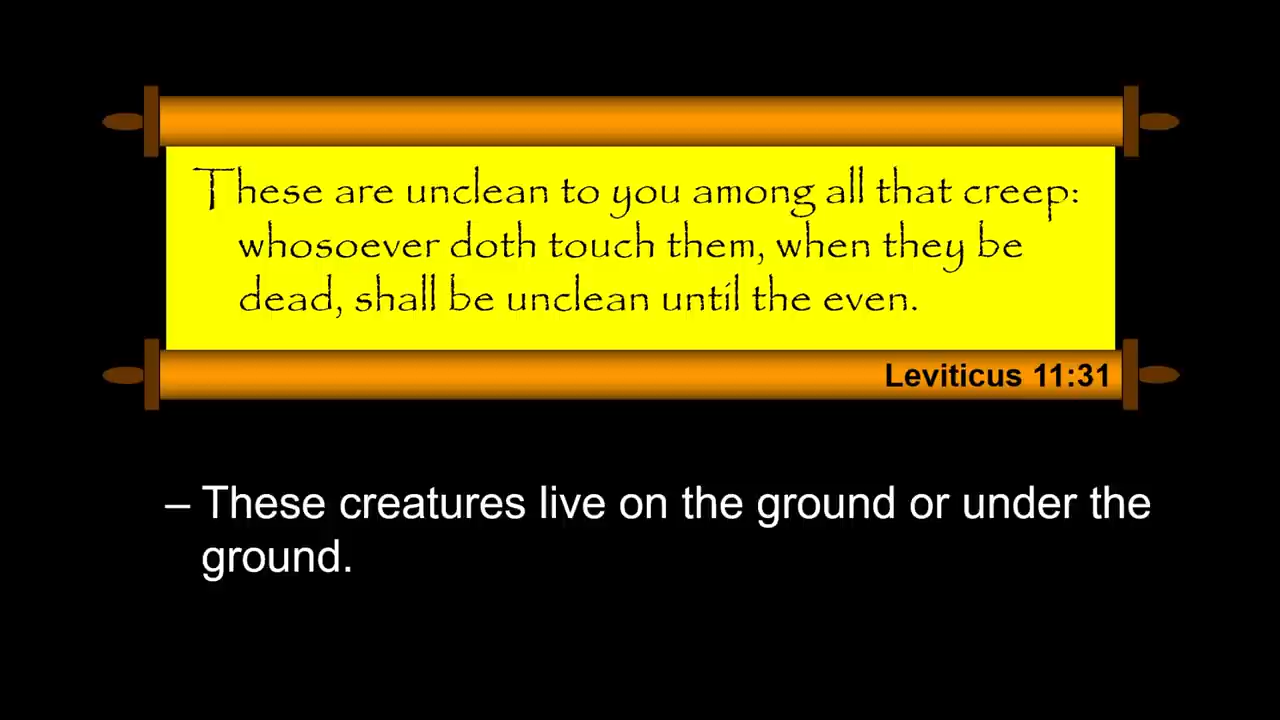 These are unclean to you among all that creep:
whosoever doth touch them, when they be
dead, shall be unclean until the even.
Leviticus 11:31
– These creatures live on the ground or under the
ground.